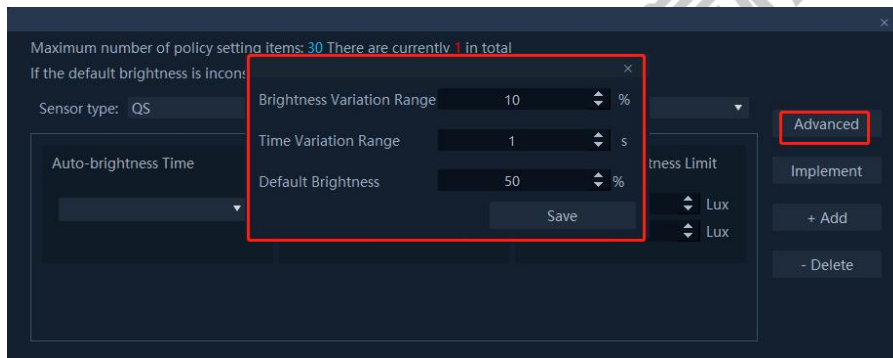 Maximum number of policy setting items: 30 There are currently 1 in total
If the default brightness is
Sensor type: QS
Advanced
Auto-brightness Time
Limit
Implement
Lux
+ Add
Lux
- Delete
Brightness Variation Range 10 %
Time Variation Range 1 s
Default Brightness 50 %
Save